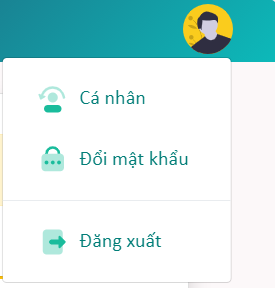 Cá nhân
Đổi mật khẩu
Đăng xuất